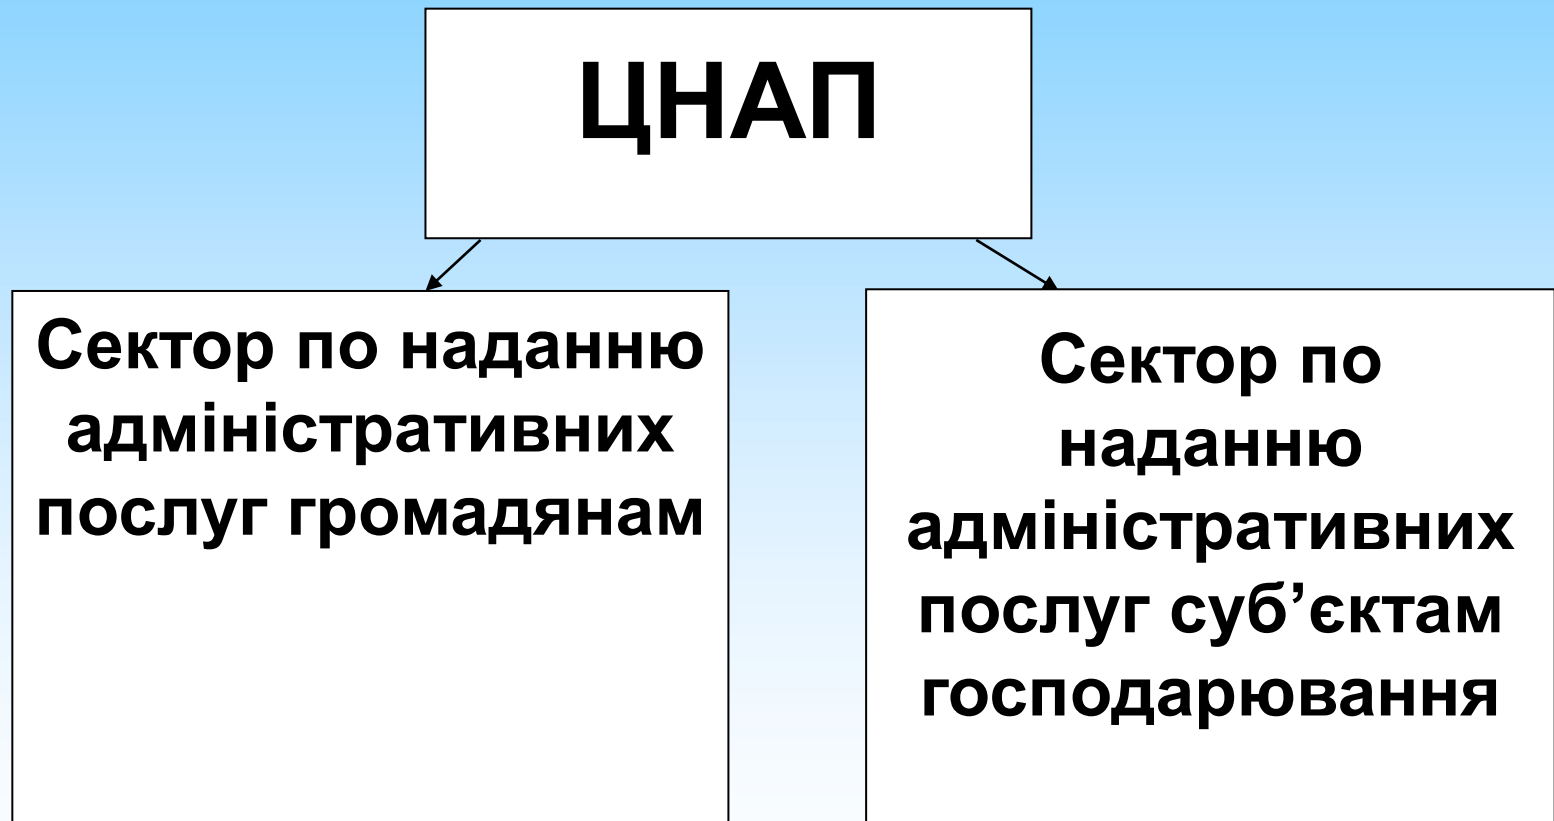 ЦНАП
Сектор по наданню
адміністративних
послуг громадянам
Сектор по
наданню
адміністративних
послуг суб’єктам
господарювання